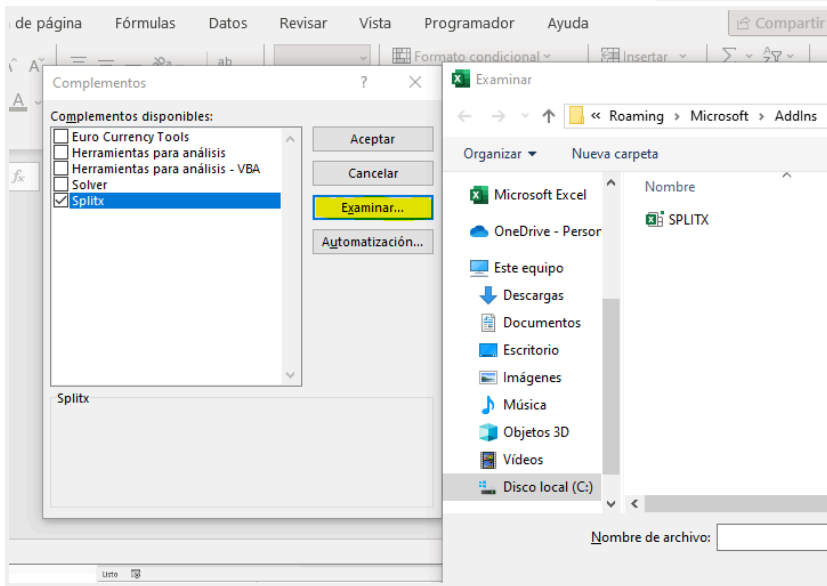 de página Fórmulas Datos Revisar Vista Programador Ayuda Compartir
Formato condicional Insertar
Complementos ? ×
Complementos disponibles:
Euro Currency Tools
Herramientas para análisis
Herramientas para análisis - VBA
Solver
Splitx
Aceptar
Cancelar
Examinar...
Automatización...
Splitx
Listo
Examinar
« Roaming > Microsoft > AddIns
Organizar Nueva carpeta
Nombre
SPLITX
Microsoft Excel
OneDrive - Person
Este equipo
Descargas
Documentos
Escritorio
Imágenes
Música
Objetos 3D
Vídeos
Disco local (C:)
Nombre de archivo: